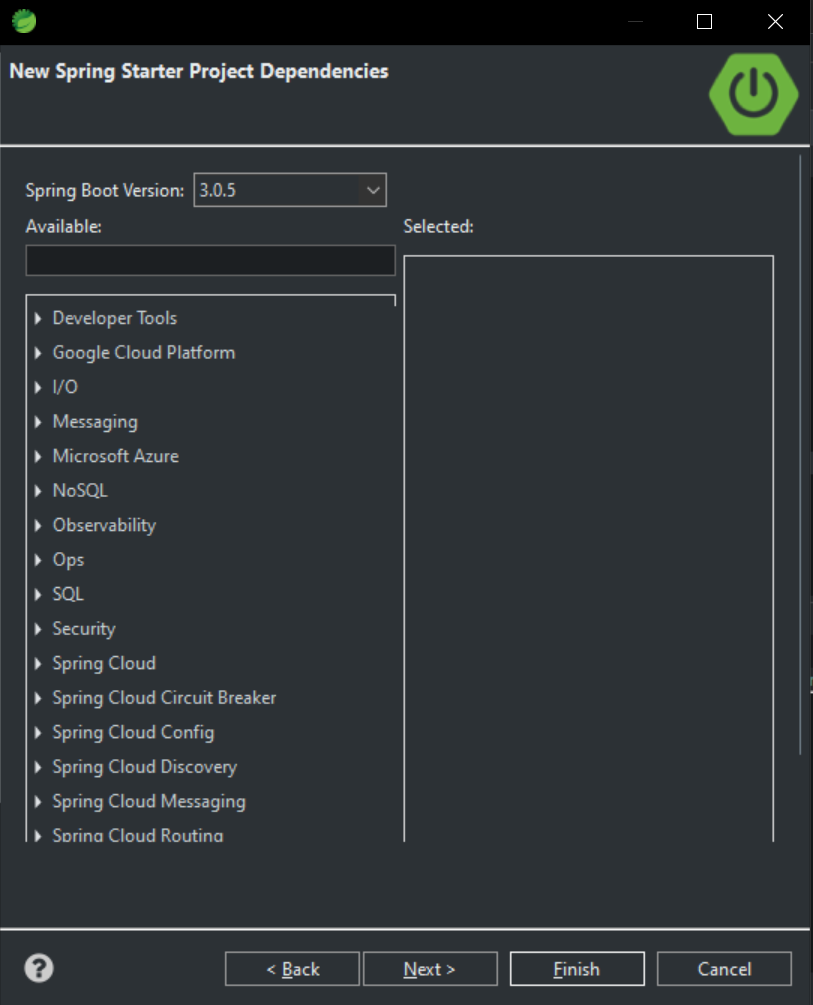 New Spring Starter Project Dependencies
Spring Boot Version: 3.0.5
Available:
Selected:
Developer Tools
Google Cloud Platform
I/O
Messaging
Microsoft Azure
NoSQL
Observability
Ops
SQL
Security
Spring Cloud
Spring Cloud Circuit Breaker
Spring Cloud Config
Spring Cloud Discovery
Spring Cloud Messaging
Spring Cloud Routing
?
< Back
Next >
Finish
Cancel